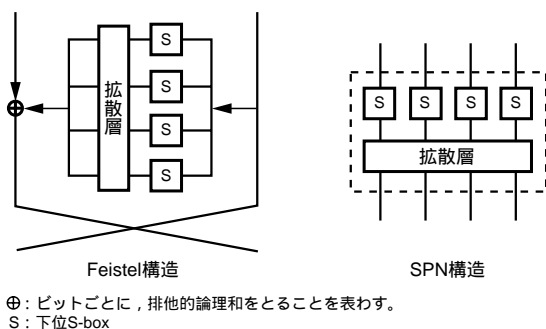 S
S
S
S
拡散層
Feistel構造
S S S S
拡散層
SPN構造
⊕：ビットごとに，排他的論理和をとることを表わす。
S：下位S-box